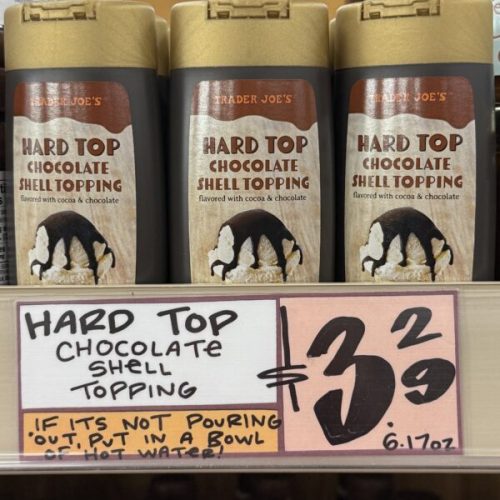 TRADER JOE'S
HARD TOP
CHOCOLATE
SHELL TOPPING
flavored with cocoa & chocolate
TRADER JOE'S
HARD TOP
CHOCOLATE
SHELL TOPPING
flavored with cocoa & chocolate
TRADER JOE'S
HARD TOP
CHOCOLATE
SHELL TOPPING
flavored with cocoa & chocolate
HARD TOP
CHOCOLATE
SHELL
TOPPING
IF ITS NOT POURING
OUT, PUT IN A BOWL
OF HOT WATER!
$3.29
6.17oz